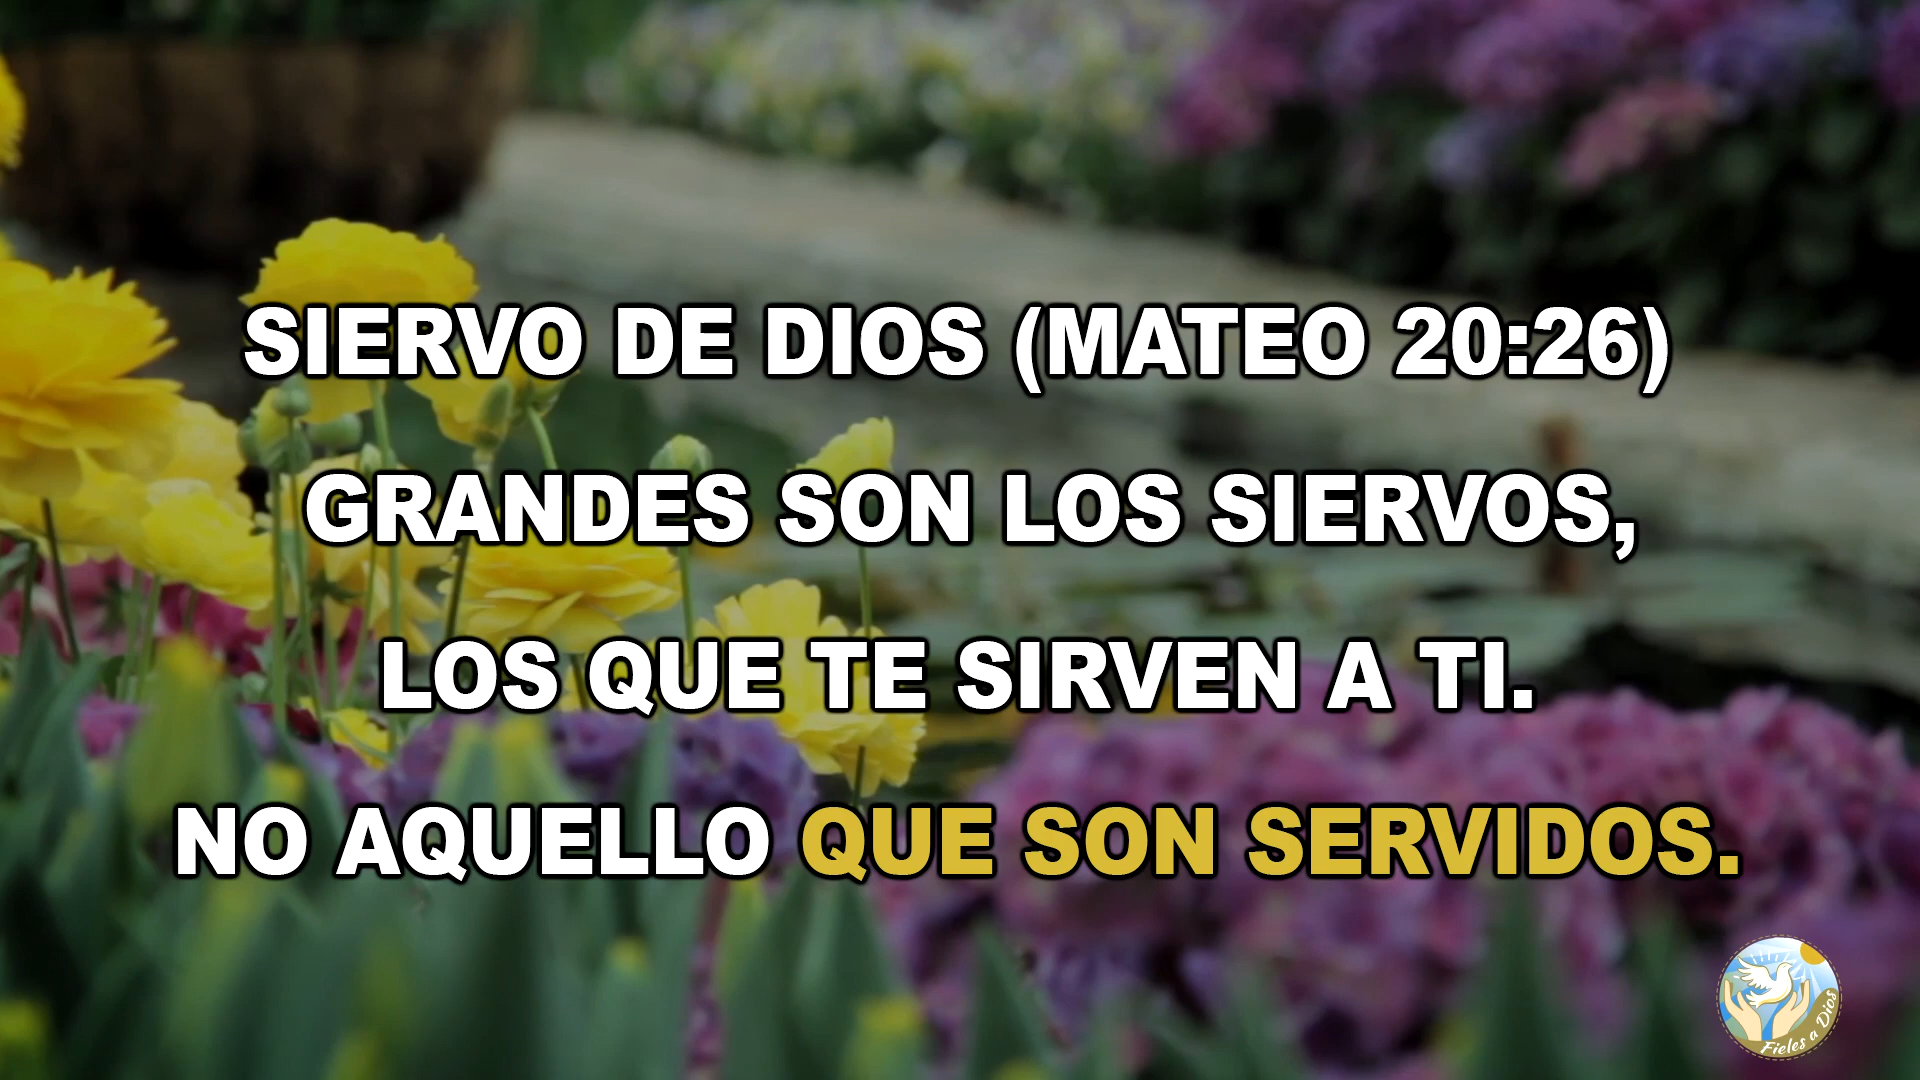 SIERVO DE DIOS (MATEO 20:26)
GRANDES SON LOS SIERVOS,
LOS QUE TE SIRVEN A TI.
NO AQUELLO QUE SON SERVIDOS.
Fieles a Dios